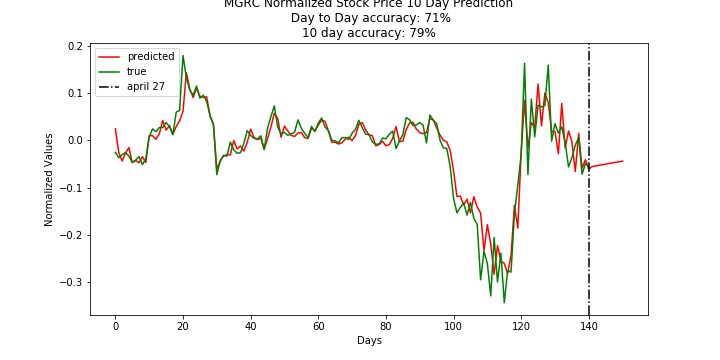 MGRC Normalized Stock Price 10 Day Prediction
Day to Day accuracy: 71%
10 day accuracy: 79%
predicted
true
april 27
Normalized Values
0.2
0.1
0.0
−0.1
−0.2
−0.3
0 20 40 60 80 100 120 140
Days